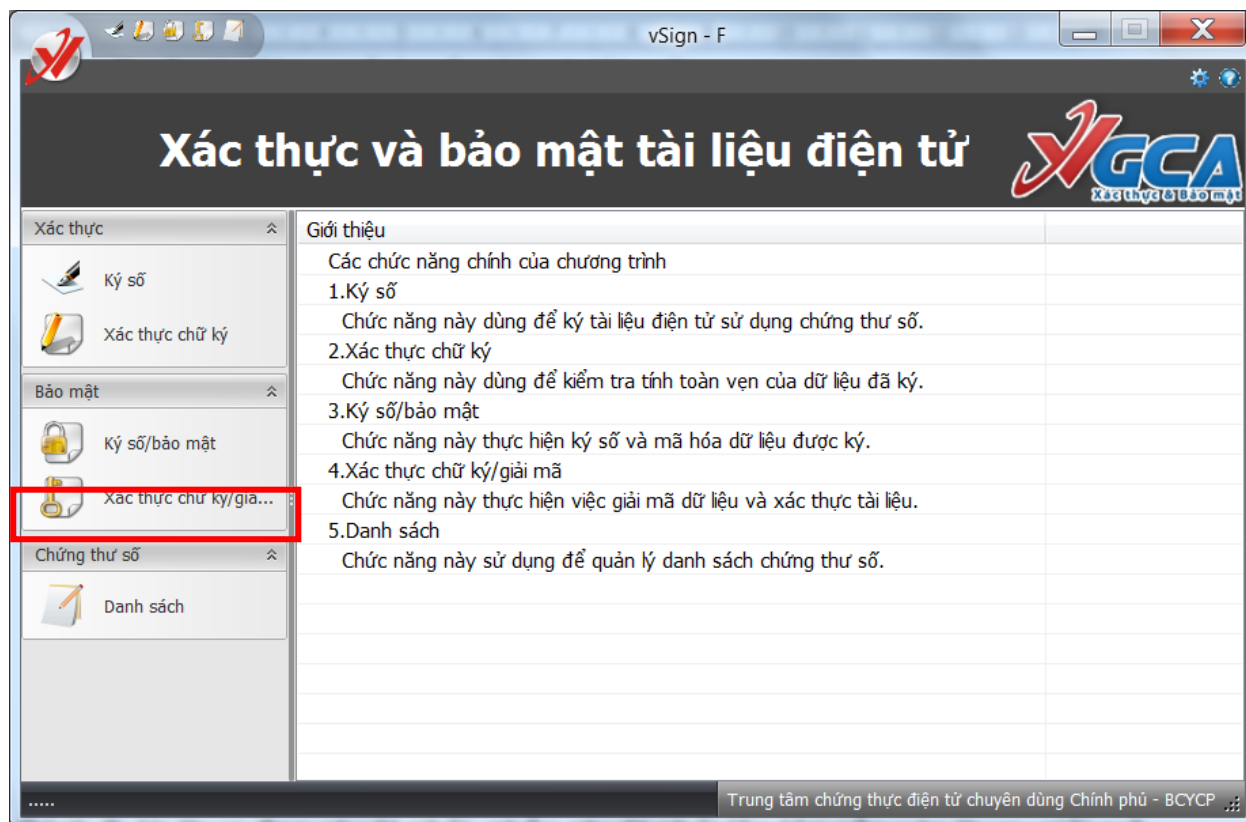 vSign - F
Xác thực và bảo mật tài liệu điện tử
YGCA
Xác thực & Bảo mật
Xác thực
Ký số
Xác thực chữ ký
Bảo mật
Ký số/bảo mật
Xác thực chữ ký/giả...
Chứng thư số
Danh sách
Giới thiệu
Các chức năng chính của chương trình
1.Ký số
Chức năng này dùng để ký tài liệu điện tử sử dụng chứng thư số.
2.Xác thực chữ ký
Chức năng này dùng để kiểm tra tính toàn vẹn của dữ liệu đã ký.
3.Ký số/bảo mật
Chức năng này thực hiện ký số và mã hóa dữ liệu được ký.
4.Xác thực chữ ký/giải mã
Chức năng này thực hiện việc giải mã dữ liệu và xác thực tài liệu.
5.Danh sách
Chức năng này sử dụng để quản lý danh sách chứng thư số.
.....
Trung tâm chứng thực điện tử chuyên dùng Chính phủ - BCYCP